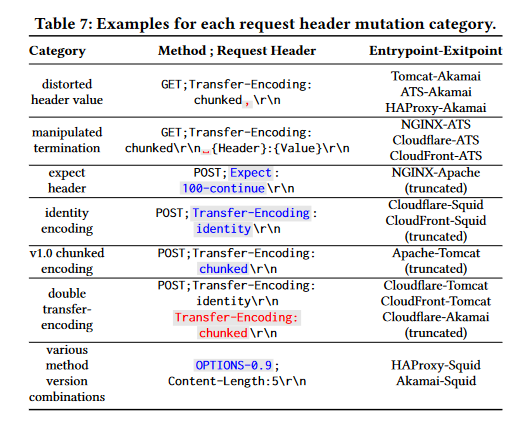 Table 7: Examples for each request header mutation category.
Category Method ; Request Header Entrypoint-Exitpoint
distorted
header value
GET;Transfer-Encoding:
chunked,\r\n
Tomcat-Akamai
ATS-Akamai
HAProxy-Akamai
manipulated
termination
GET;Transfer-Encoding:
chunked\r\n␣{Header}:{Value}\r\n
NGINX-ATS
Cloudflare-ATS
CloudFront-ATS
expect
header
POST;Expect:
100-continue\r\n
NGINX-Apache
(truncated)
identity
encoding
POST;Transfer-Encoding:
identity\r\n
Cloudflare-Squid
CloudFront-Squid
(truncated)
v1.0 chunked
encoding
POST;Transfer-Encoding:
chunked\r\n
Apache-Tomcat
(truncated)
double
transfer-
encoding
POST;Transfer-Encoding:
identity\r\n
Transfer-Encoding:
chunked\r\n
Cloudflare-Tomcat
CloudFront-Tomcat
Cloudflare-Akamai
(truncated)
various
method
version
combinations
OPTIONS-0.9;
Content-Length:5\r\n
HAProxy-Squid
Akamai-Squid